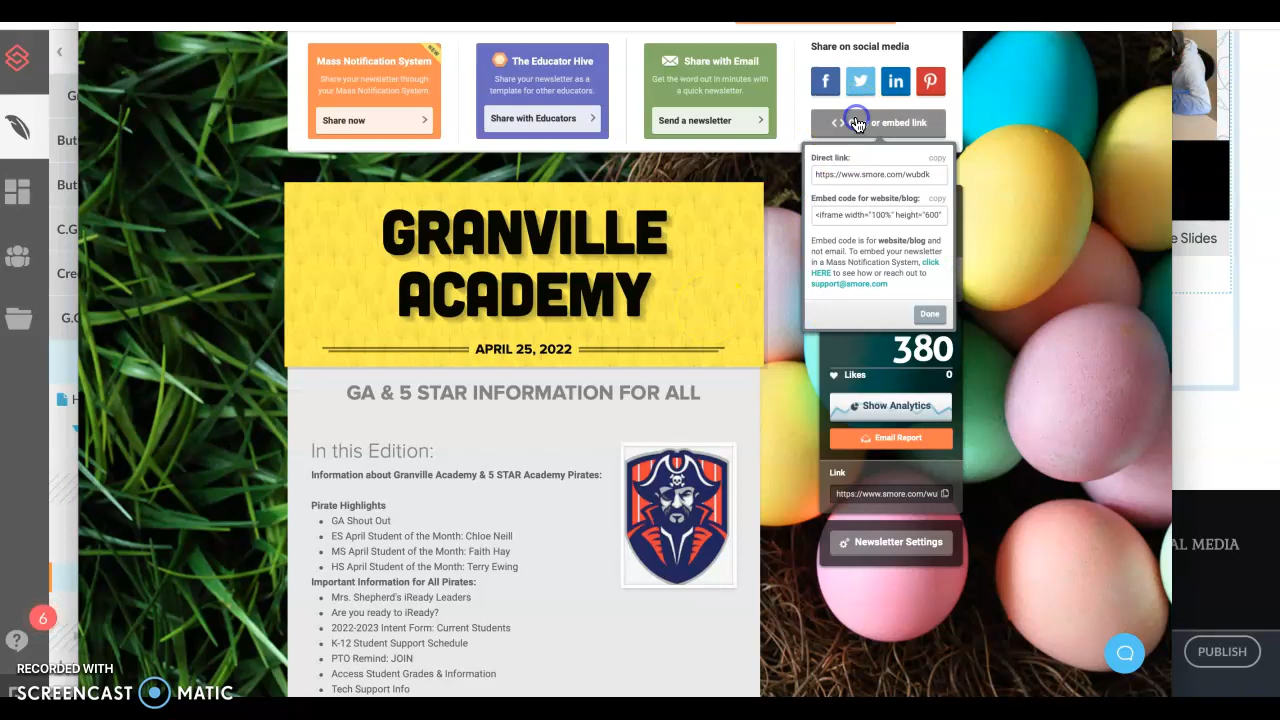 Mass Notification System
NEW
Share your newsletter through
your Mass Notification System.
Share now
The Educator Hive
Share your newsletter as a
template for other educators.
Share with Educators
Share with Email
Get the word out in minutes with
a quick newsletter.
Send a newsletter
Share on social media
f
in
or embed link
Direct link: copy
https://www.smore.com/wubdk
Embed code for website/blog: copy
<iframe width="100%" height="600"
Embed code is for website/blog and
not email. To embed your newsletter
in a Mass Notification System, click
HERE to see how or reach out to
support@smore.com
Done
GRANVILLE
ACADEMY
APRIL 25, 2022
380
Likes 0
Show Analytics
Email Report
Link
https://www.smore.com/wu
Newsletter Settings
GA & 5 STAR INFORMATION FOR ALL
In this Edition:
Information about Granville Academy & 5 STAR Academy Pirates:
Pirate Highlights
GA Shout Out
ES April Student of the Month: Chloe Neill
MS April Student of the Month: Faith Hay
HS April Student of the Month: Terry Ewing
Important Information for All Pirates:
Mrs. Shepherd's iReady Leaders
Are you ready to iReady?
2022-2023 Intent Form: Current Students
K-12 Student Support Schedule
PTO Remind: JOIN
Access Student Grades & Information
Tech Support Info
G
But
But
C.G
Cre
G.C
H
6
e Slides
AL MEDIA
PUBLISH
RECORDED WITH
SCREENCAST MATIC